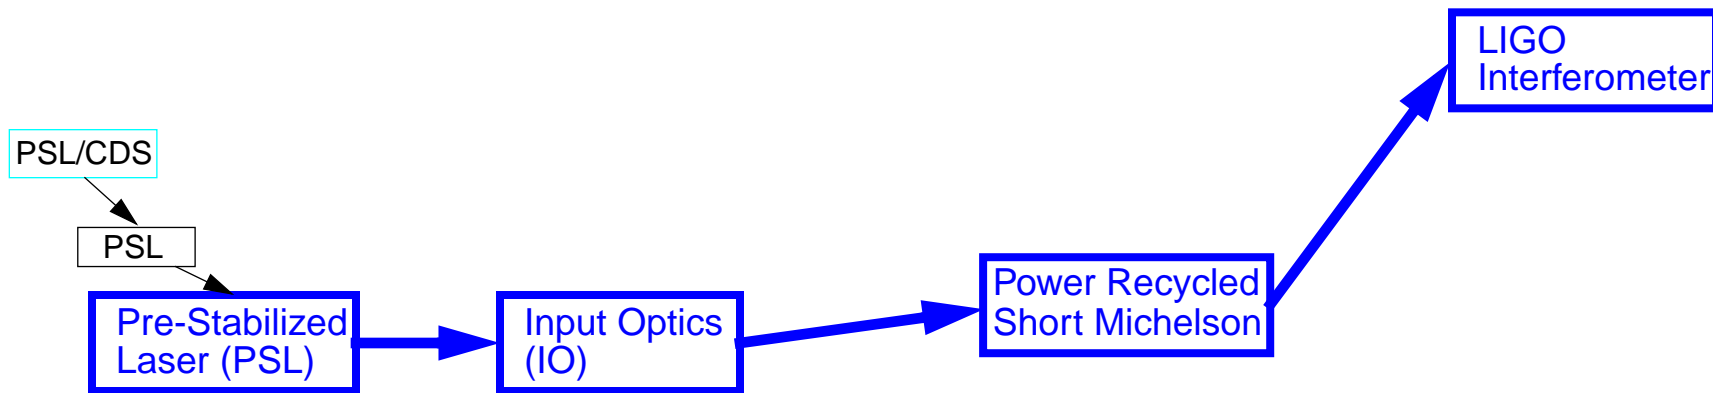 LIGO
Interferometer
PSL/CDS
PSL
Pre-Stabilized
Laser (PSL)
Input Optics
(IO)
Power Recycled
Short Michelson